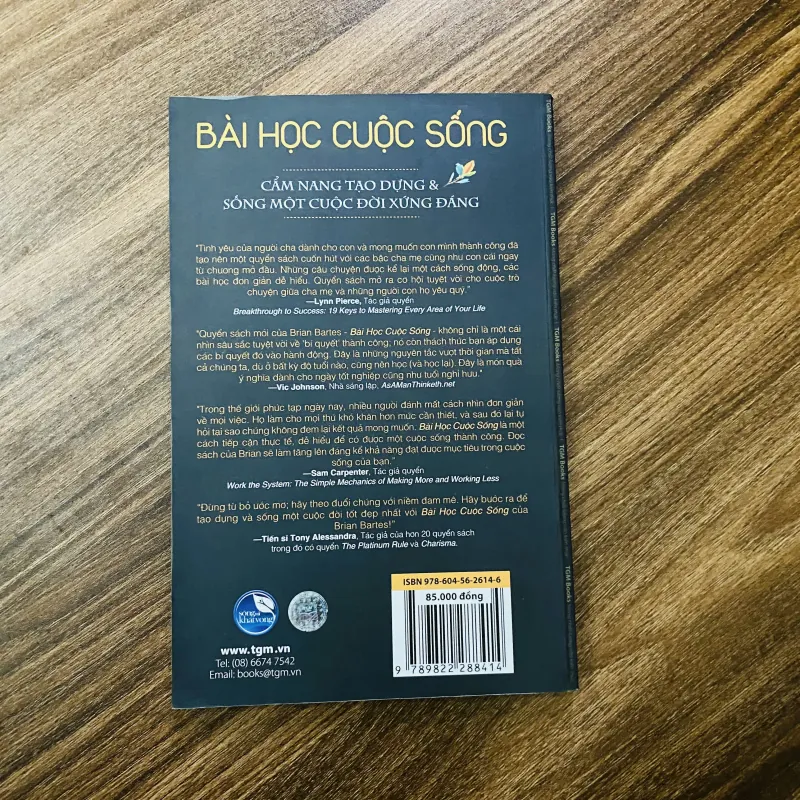 BÀI HỌC CUỘC SỐNG
CẨM NANG TẠO DỰNG &
SỐNG MỘT CUỘC ĐỜI XỨNG ĐÁNG
"Tình yêu của người cha dành cho con và mong muốn con mình thành công đã
tạo nên một quyển sách cuốn hút với các bậc cha mẹ cũng như con cái ngay
từ chương mở đầu. Những câu chuyện được kể lại một cách sống động, các
bài học đơn giản dễ hiểu. Quyển sách mở ra cơ hội tuyệt vời cho cuộc trò
chuyện giữa cha mẹ và những người con họ yêu quý."
—Lynn Pierce, Tác giả quyển
Breakthrough to Success: 19 Keys to Mastering Every Area of Your Life
"Quyển sách mới của Brian Bartes - Bài Học Cuộc Sống - không chỉ là một cái
nhìn sâu sắc tuyệt vời về 'bí quyết' thành công; nó còn thách thức bạn áp dụng
các bí quyết đó vào hành động. Đây là những nguyên tắc vượt thời gian mà tất
cả chúng ta, dù ở bất kỳ độ tuổi nào, cũng nên học (và học lại). Đây là món quà
ý nghĩa dành cho ngày tốt nghiệp cũng như tuổi nghỉ hưu."
—Vic Johnson, Nhà sáng lập, AsAManThinketh.net
"Trong thế giới phức tạp ngày nay, nhiều người đánh mất cách nhìn đơn giản
về mọi việc. Họ làm cho mọi thứ khó khăn hơn mức cần thiết, và sau đó lại tự
hỏi tại sao chúng không đem lại kết quả mong muốn. Bài Học Cuộc Sống là một
cách tiếp cận thực tế, dễ hiểu để có được một cuộc sống thành công. Đọc
sách của Brian sẽ làm tăng lên đáng kể khả năng đạt được mục tiêu trong cuộc
sống của bạn."
—Sam Carpenter, Tác giả quyển
Work the System: The Simple Mechanics of Making More and Working Less
"Đừng từ bỏ ước mơ; hãy theo đuổi chúng với niềm đam mê. Hãy bước ra để
tạo dựng và sống một cuộc đời tốt đẹp nhất với Bài Học Cuộc Sống của
Brian Bartes!"
—Tiến sĩ Tony Alessandra, Tác giả của hơn 20 quyển sách
trong đó có quyển The Platinum Rule và Charisma.
ISBN 978-604-56-2614-6
85.000 đồng
9 789822 288414
sống và
khát vọng
www.tgm.vn
Tel: (08) 6674 7542
Email: books@tgm.vn
TGM Books
TGM Books
TGM Books
TGM Books
TGM Books